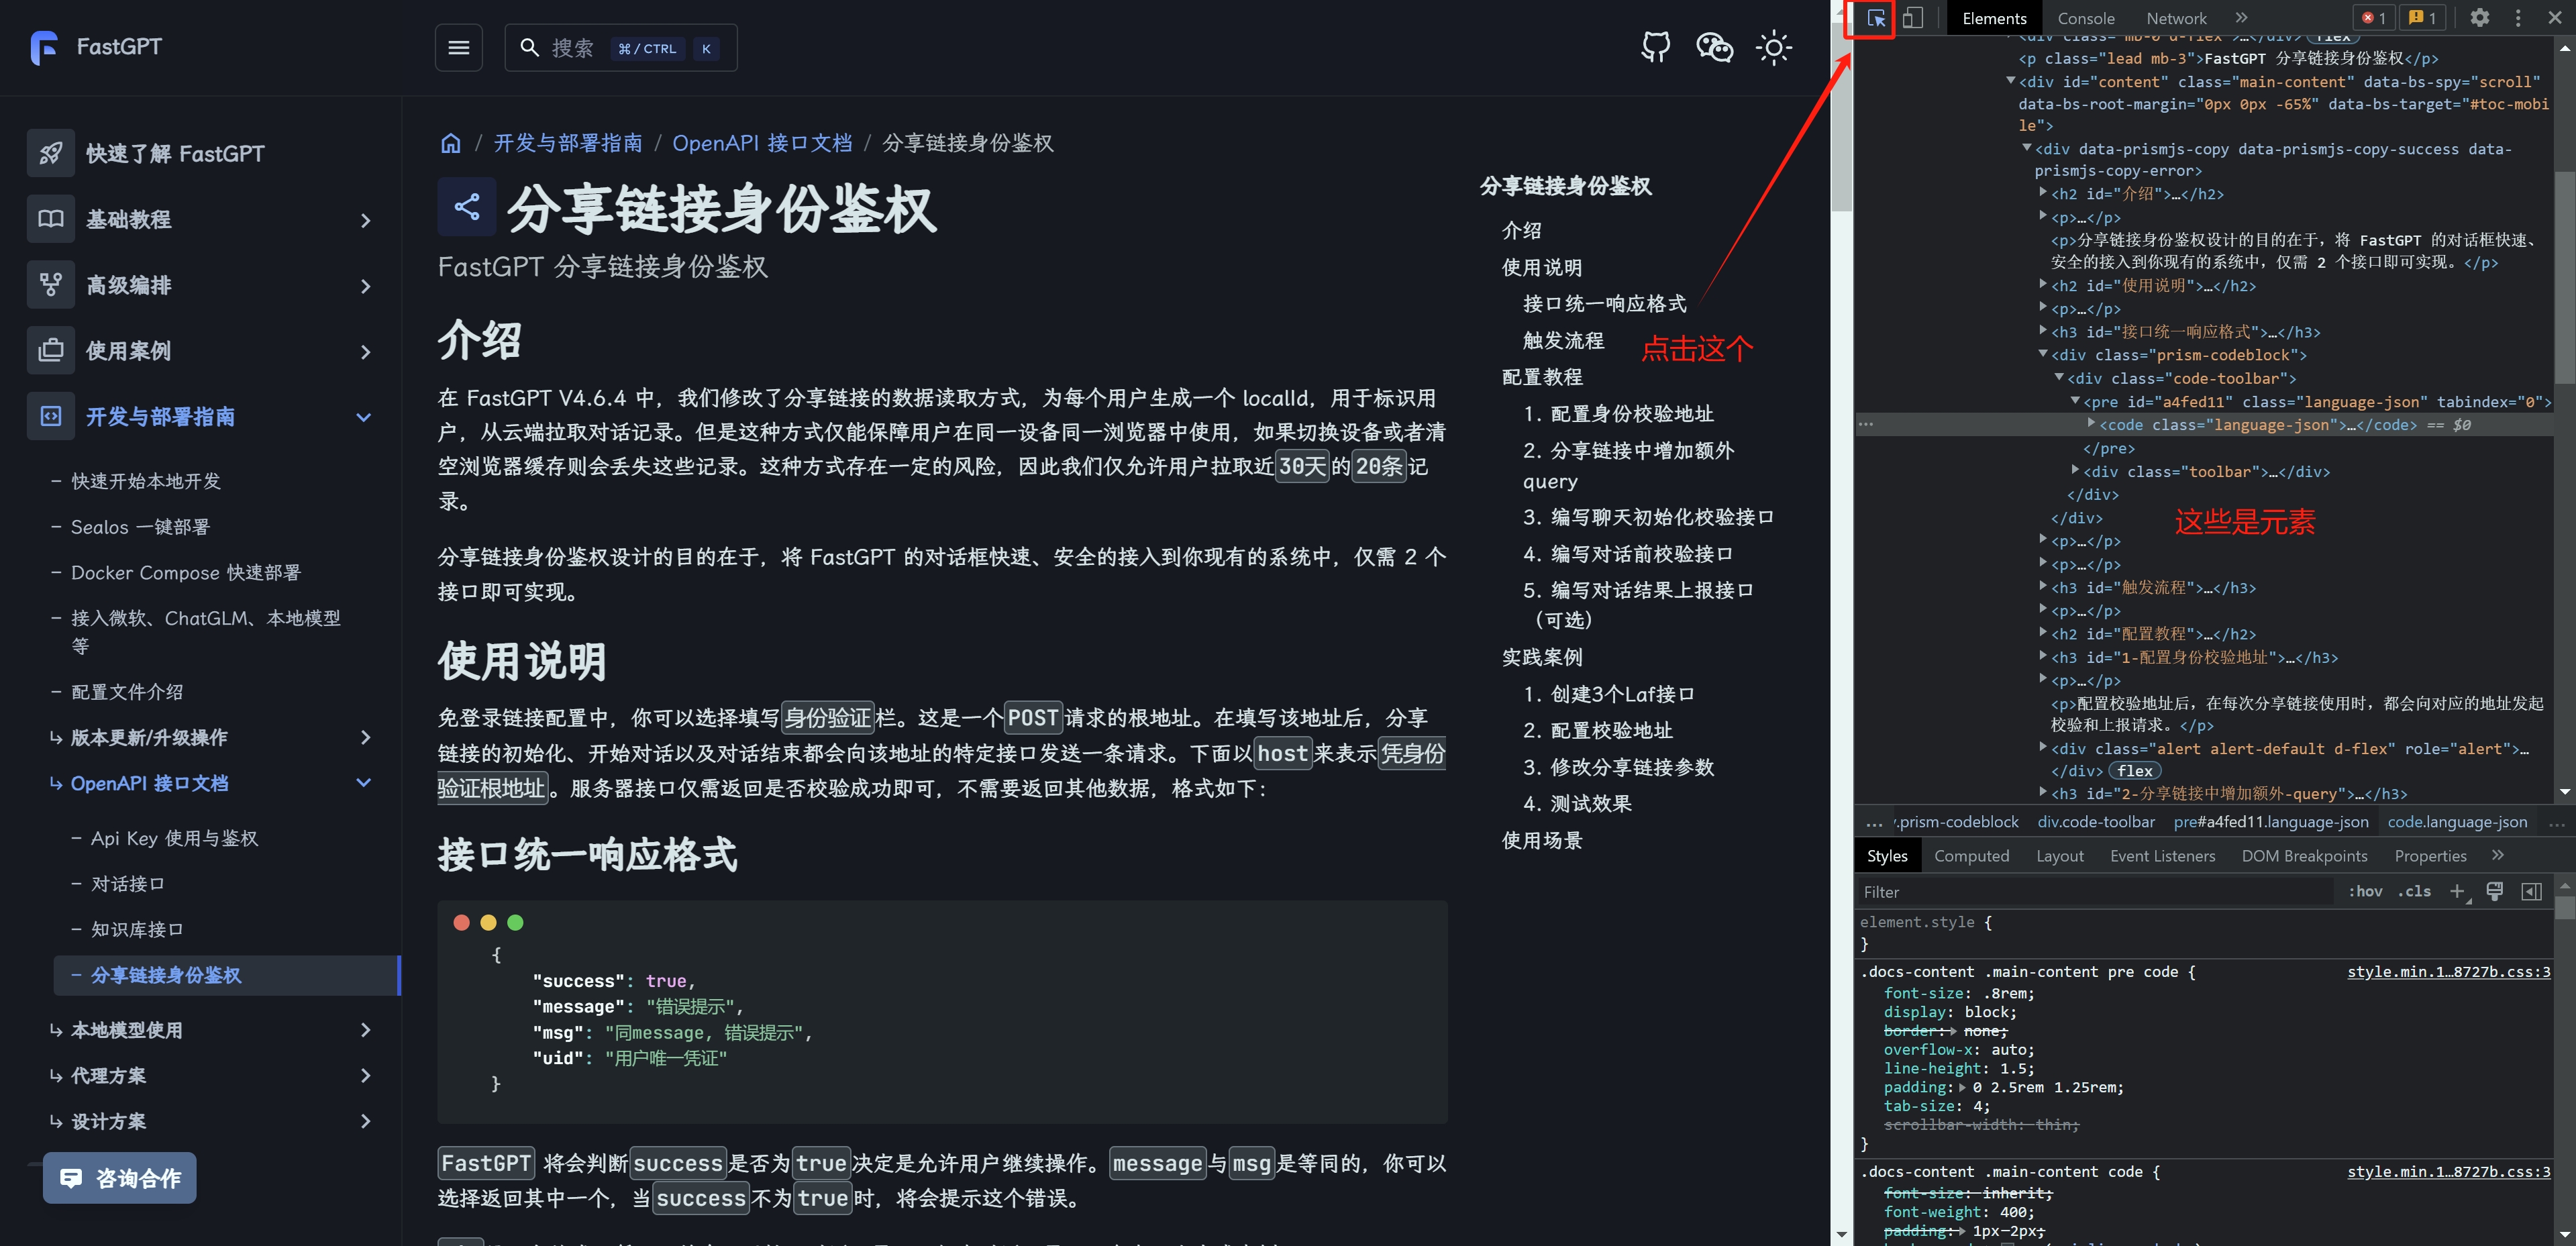 FastGPT
搜索 ⌘ / CTRL K
快速了解 FastGPT
基础教程
高级编排
使用案例
开发与部署指南
− 快速开始本地开发
− Sealos 一键部署
− Docker Compose 快速部署
− 接入微软、ChatGLM、本地模型
等
− 配置文件介绍
↳ 版本更新/升级操作
↳ OpenAPI 接口文档
− Api Key 使用与鉴权
− 对话接口
− 知识库接口
− 分享链接身份鉴权
↳ 本地模型使用
↳ 代理方案
↳ 设计方案
咨询合作
/ 开发与部署指南 / OpenAPI 接口文档 / 分享链接身份鉴权
分享链接身份鉴权
FastGPT 分享链接身份鉴权
介绍
在 FastGPT V4.6.4 中，我们修改了分享链接的数据读取方式，为每个用户生成一个 localId，用于标识用
户，从云端拉取对话记录。但是这种方式仅能保障用户在同一设备同一浏览器中使用，如果切换设备或者清
空浏览器缓存则会丢失这些记录。这种方式存在一定的风险，因此我们仅允许用户拉取近30天的20条记
录。
分享链接身份鉴权设计的目的在于，将 FastGPT 的对话框快速、安全的接入到你现有的系统中，仅需 2 个
接口即可实现。
使用说明
免登录链接配置中，你可以选择填写身份验证栏。这是一个POST请求的根地址。在填写该地址后，分享
链接的初始化、开始对话以及对话结束都会向该地址的特定接口发送一条请求。下面以host来表示凭身份
验证根地址。服务器接口仅需返回是否校验成功即可，不需要返回其他数据，格式如下：
接口统一响应格式
{
"success": true,
"message": "错误提示",
"msg": "同message, 错误提示",
"uid": "用户唯一凭证"
}
FastGPT 将会判断success是否为true决定是允许用户继续操作。message与msg是等同的，你可以
选择返回其中一个，当success不为true时，将会提示这个错误。
分享链接身份鉴权
介绍
使用说明
接口统一响应格式
触发流程
配置教程
1. 配置身份校验地址
2. 分享链接中增加额外
query
3. 编写聊天初始化校验接口
4. 编写对话前校验接口
5. 编写对话结果上报接口
（可选）
实践案例
1. 创建3个Laf接口
2. 配置校验地址
3. 修改分享链接参数
4. 测试效果
使用场景
点击这个
Elements Console Network » 1 1
<div class="mb-0 d-flex">…</div> flex
<p class="lead mb-3">FastGPT 分享链接身份鉴权</p>
<div id="content" class="main-content" data-bs-spy="scroll"
data-bs-root-margin="0px 0px -65%" data-bs-target="#toc-mobi
le">
<div data-prismjs-copy data-prismjs-copy-success data-
prismjs-copy-error>
<h2 id="介绍">…</h2>
<p>…</p>
<p>分享链接身份鉴权设计的目的在于，将 FastGPT 的对话框快速、
安全的接入到你现有的系统中，仅需 2 个接口即可实现。</p>
<h2 id="使用说明">…</h2>
<p>…</p>
<h3 id="接口统一响应格式">…</h3>
<div class="prism-codeblock">
<div class="code-toolbar">
<pre id="a4fed11" class="language-json" tabindex="0">
<code class="language-json">…</code> == $0
</pre>
<div class="toolbar">…</div>
</div>
</div>
这些是元素
<p>…</p>
<p>…</p>
<h3 id="触发流程">…</h3>
<p>…</p>
<h2 id="配置教程">…</h2>
<h3 id="1-配置身份校验地址">…</h3>
<p>…</p>
<p>配置校验地址后，在每次分享链接使用时，都会向对应的地址发起
校验和上报请求。</p>
<div class="alert alert-default d-flex" role="alert">…
</div> flex
<h3 id="2-分享链接中增加额外-query">…</h3>
… .prism-codeblock div.code-toolbar pre#a4fed11.language-json code.language-json …
Styles Computed Layout Event Listeners DOM Breakpoints Properties »
Filter :hov .cls +
element.style {
}
.docs-content .main-content pre code { style.min.1…8727b.css:3
font-size: .8rem;
display: block;
border: none;
overflow-x: auto;
line-height: 1.5;
padding: 0 2.5rem 1.25rem;
tab-size: 4;
scrollbar-width: thin;
}
.docs-content .main-content code { style.min.1…8727b.css:3
font-size: inherit;
font-weight: 400;
padding: 1px 2px;